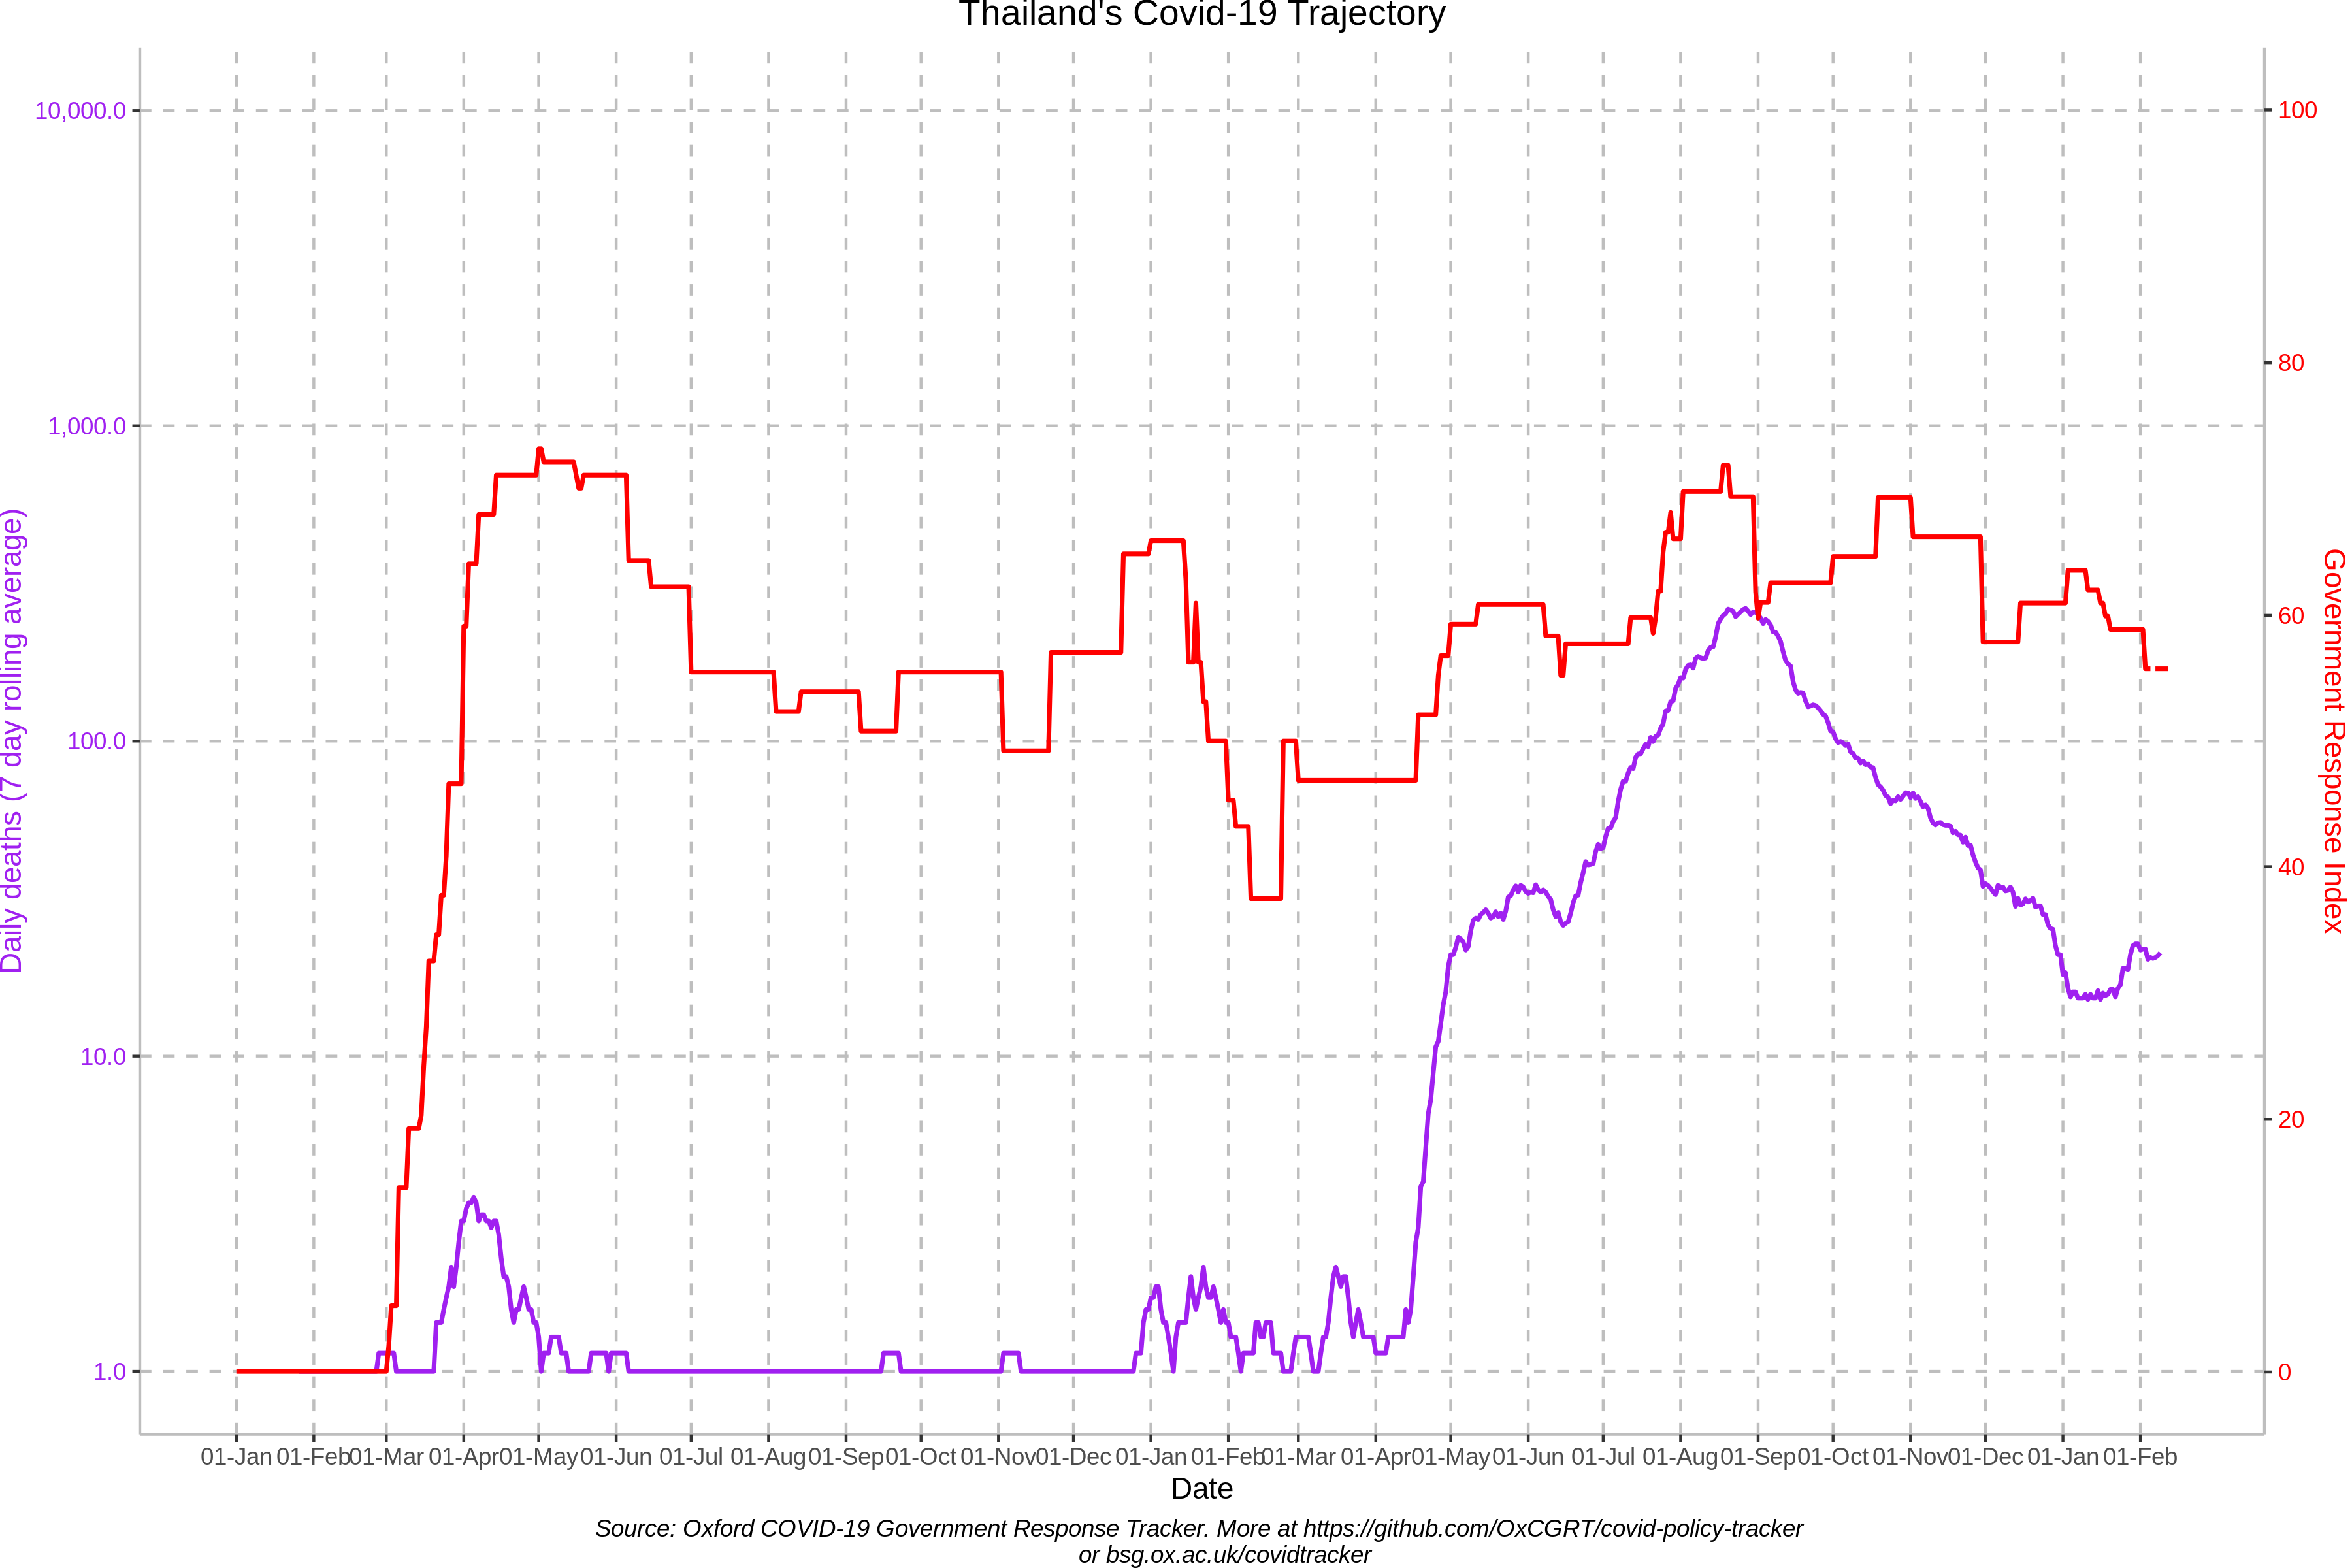 Thailand's Covid-19 Trajectory
10,000.0
1,000.0
100.0
10.0
1.0
Daily deaths (7 day rolling average)
100
80
60
40
20
0
Government Response Index
01-Jan 01-Feb 01-Mar 01-Apr 01-May 01-Jun 01-Jul 01-Aug 01-Sep 01-Oct 01-Nov 01-Dec 01-Jan 01-Feb 01-Mar 01-Apr 01-May 01-Jun 01-Jul 01-Aug 01-Sep 01-Oct 01-Nov 01-Dec 01-Jan 01-Feb
Date
Source: Oxford COVID-19 Government Response Tracker. More at https://github.com/OxCGRT/covid-policy-tracker
or bsg.ox.ac.uk/covidtracker